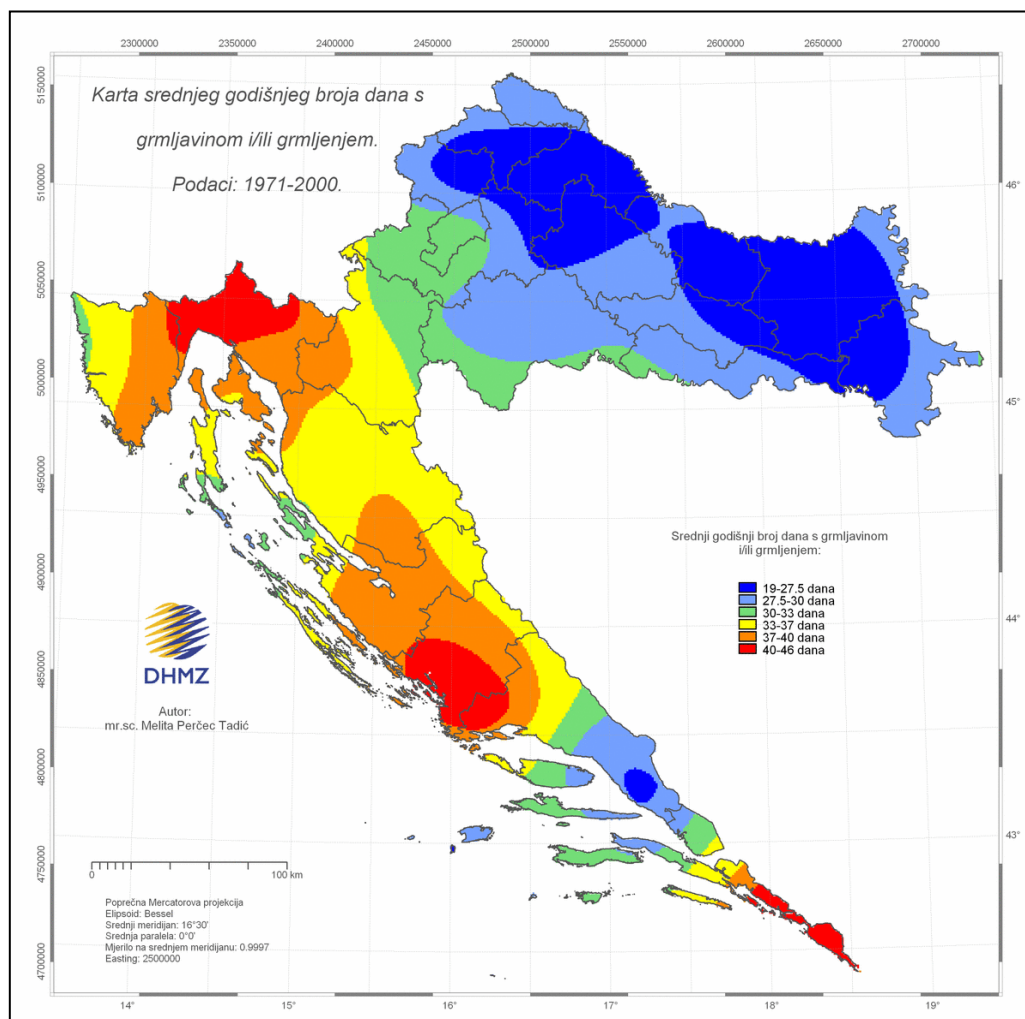 2300000 2350000 2400000 2450000 2500000 2550000 2600000 2650000 2700000
Karta srednjeg godišnjeg broja dana s
grmljavinom i/ili grmljenjem.
Podaci: 1971-2000.
5150000
5100000
5050000
5000000
4950000
4900000
4850000
4800000
4750000
4700000
46°
45°
44°
43°
Srednji godišnji broj dana s grmljavinom
i/ili grmljenjem:
19-27.5 dana
27.5-30 dana
30-33 dana
33-37 dana
37-40 dana
40-46 dana
DHMZ
Autor:
mr.sc. Melita Perčec Tadić
0 100 km
Poprečna Mercatorova projekcija
Elipsoid: Bessel
Srednji meridijan: 16°30'
Srednja paralela: 0°0'
Mjerilo na srednjem meridijanu: 0.9997
Easting: 2500000
14° 15° 16° 17° 18° 19°